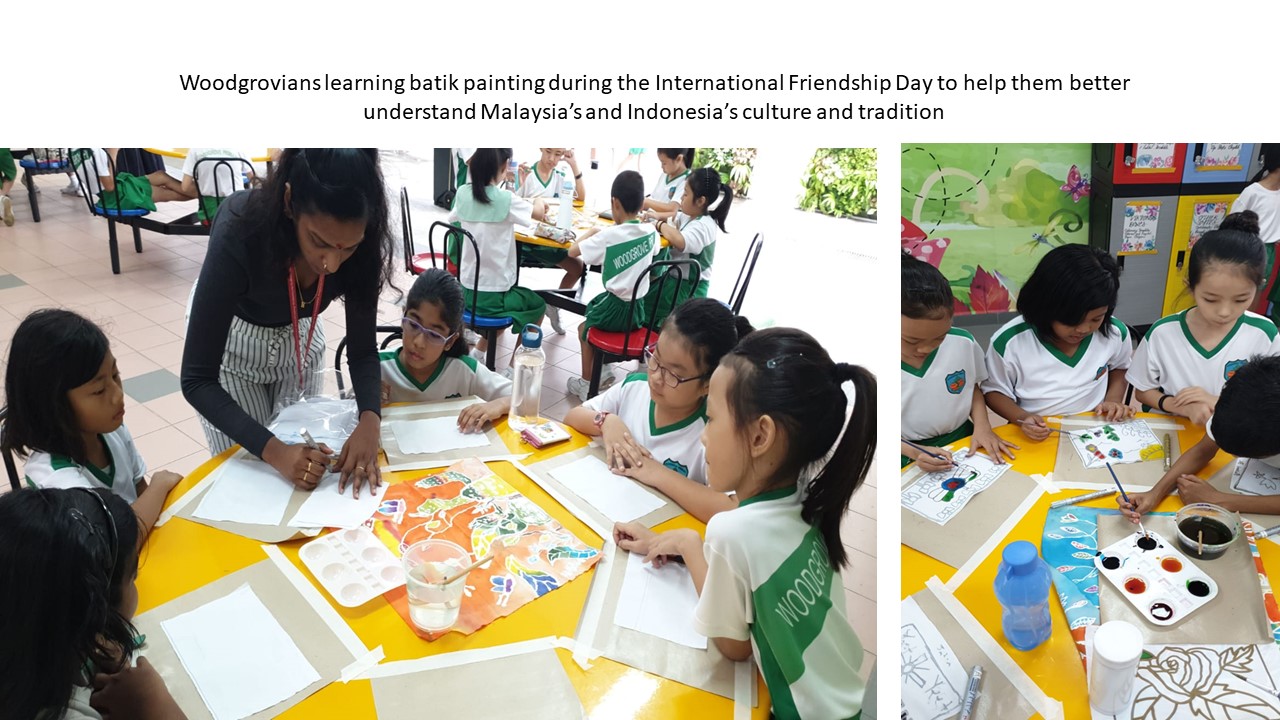 Woodgrovians learning batik painting during the International Friendship Day to help them better
understand Malaysia’s and Indonesia’s culture and tradition
WOODGROVE
WOODGROV